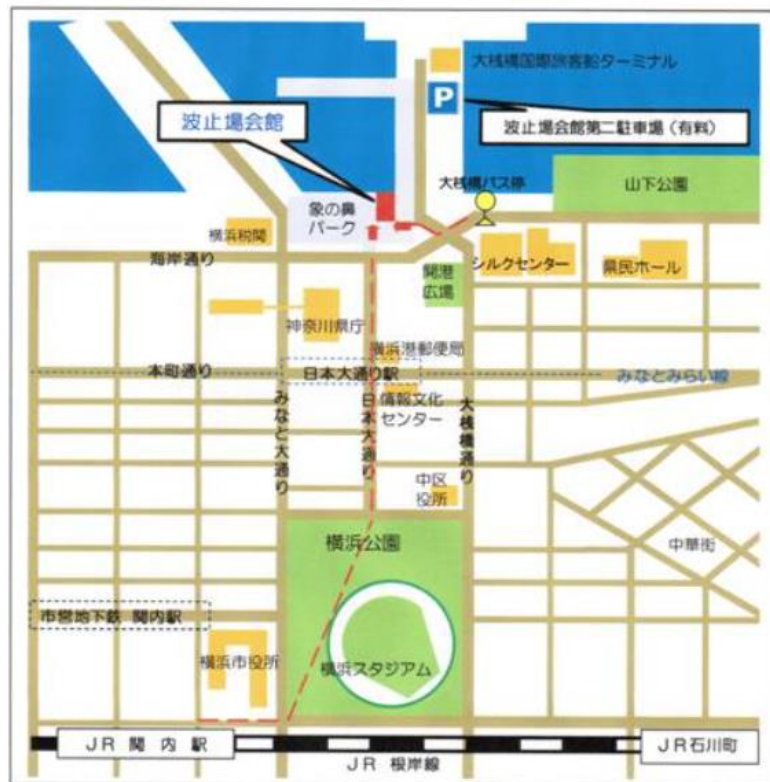 大桟橋国際旅客船ターミナル
P
波止場会館
波止場会館第二駐車場(有料)
大桟橋バス停
山下公園
象の鼻
パーク
横浜税関
海岸通り
シルクセンター
県民ホール
開港
広場
神奈川県庁
横浜港郵便局
本町通り
日本大通り駅
みなとみらい線
情報文化
センター
みなと大通り
日本大通り
大桟橋通り
中区
役所
横浜公園
中華街
市営地下鉄 関内駅
横浜市役所
横浜スタジアム
JR 関内駅
JR石川町
JR 根岸線